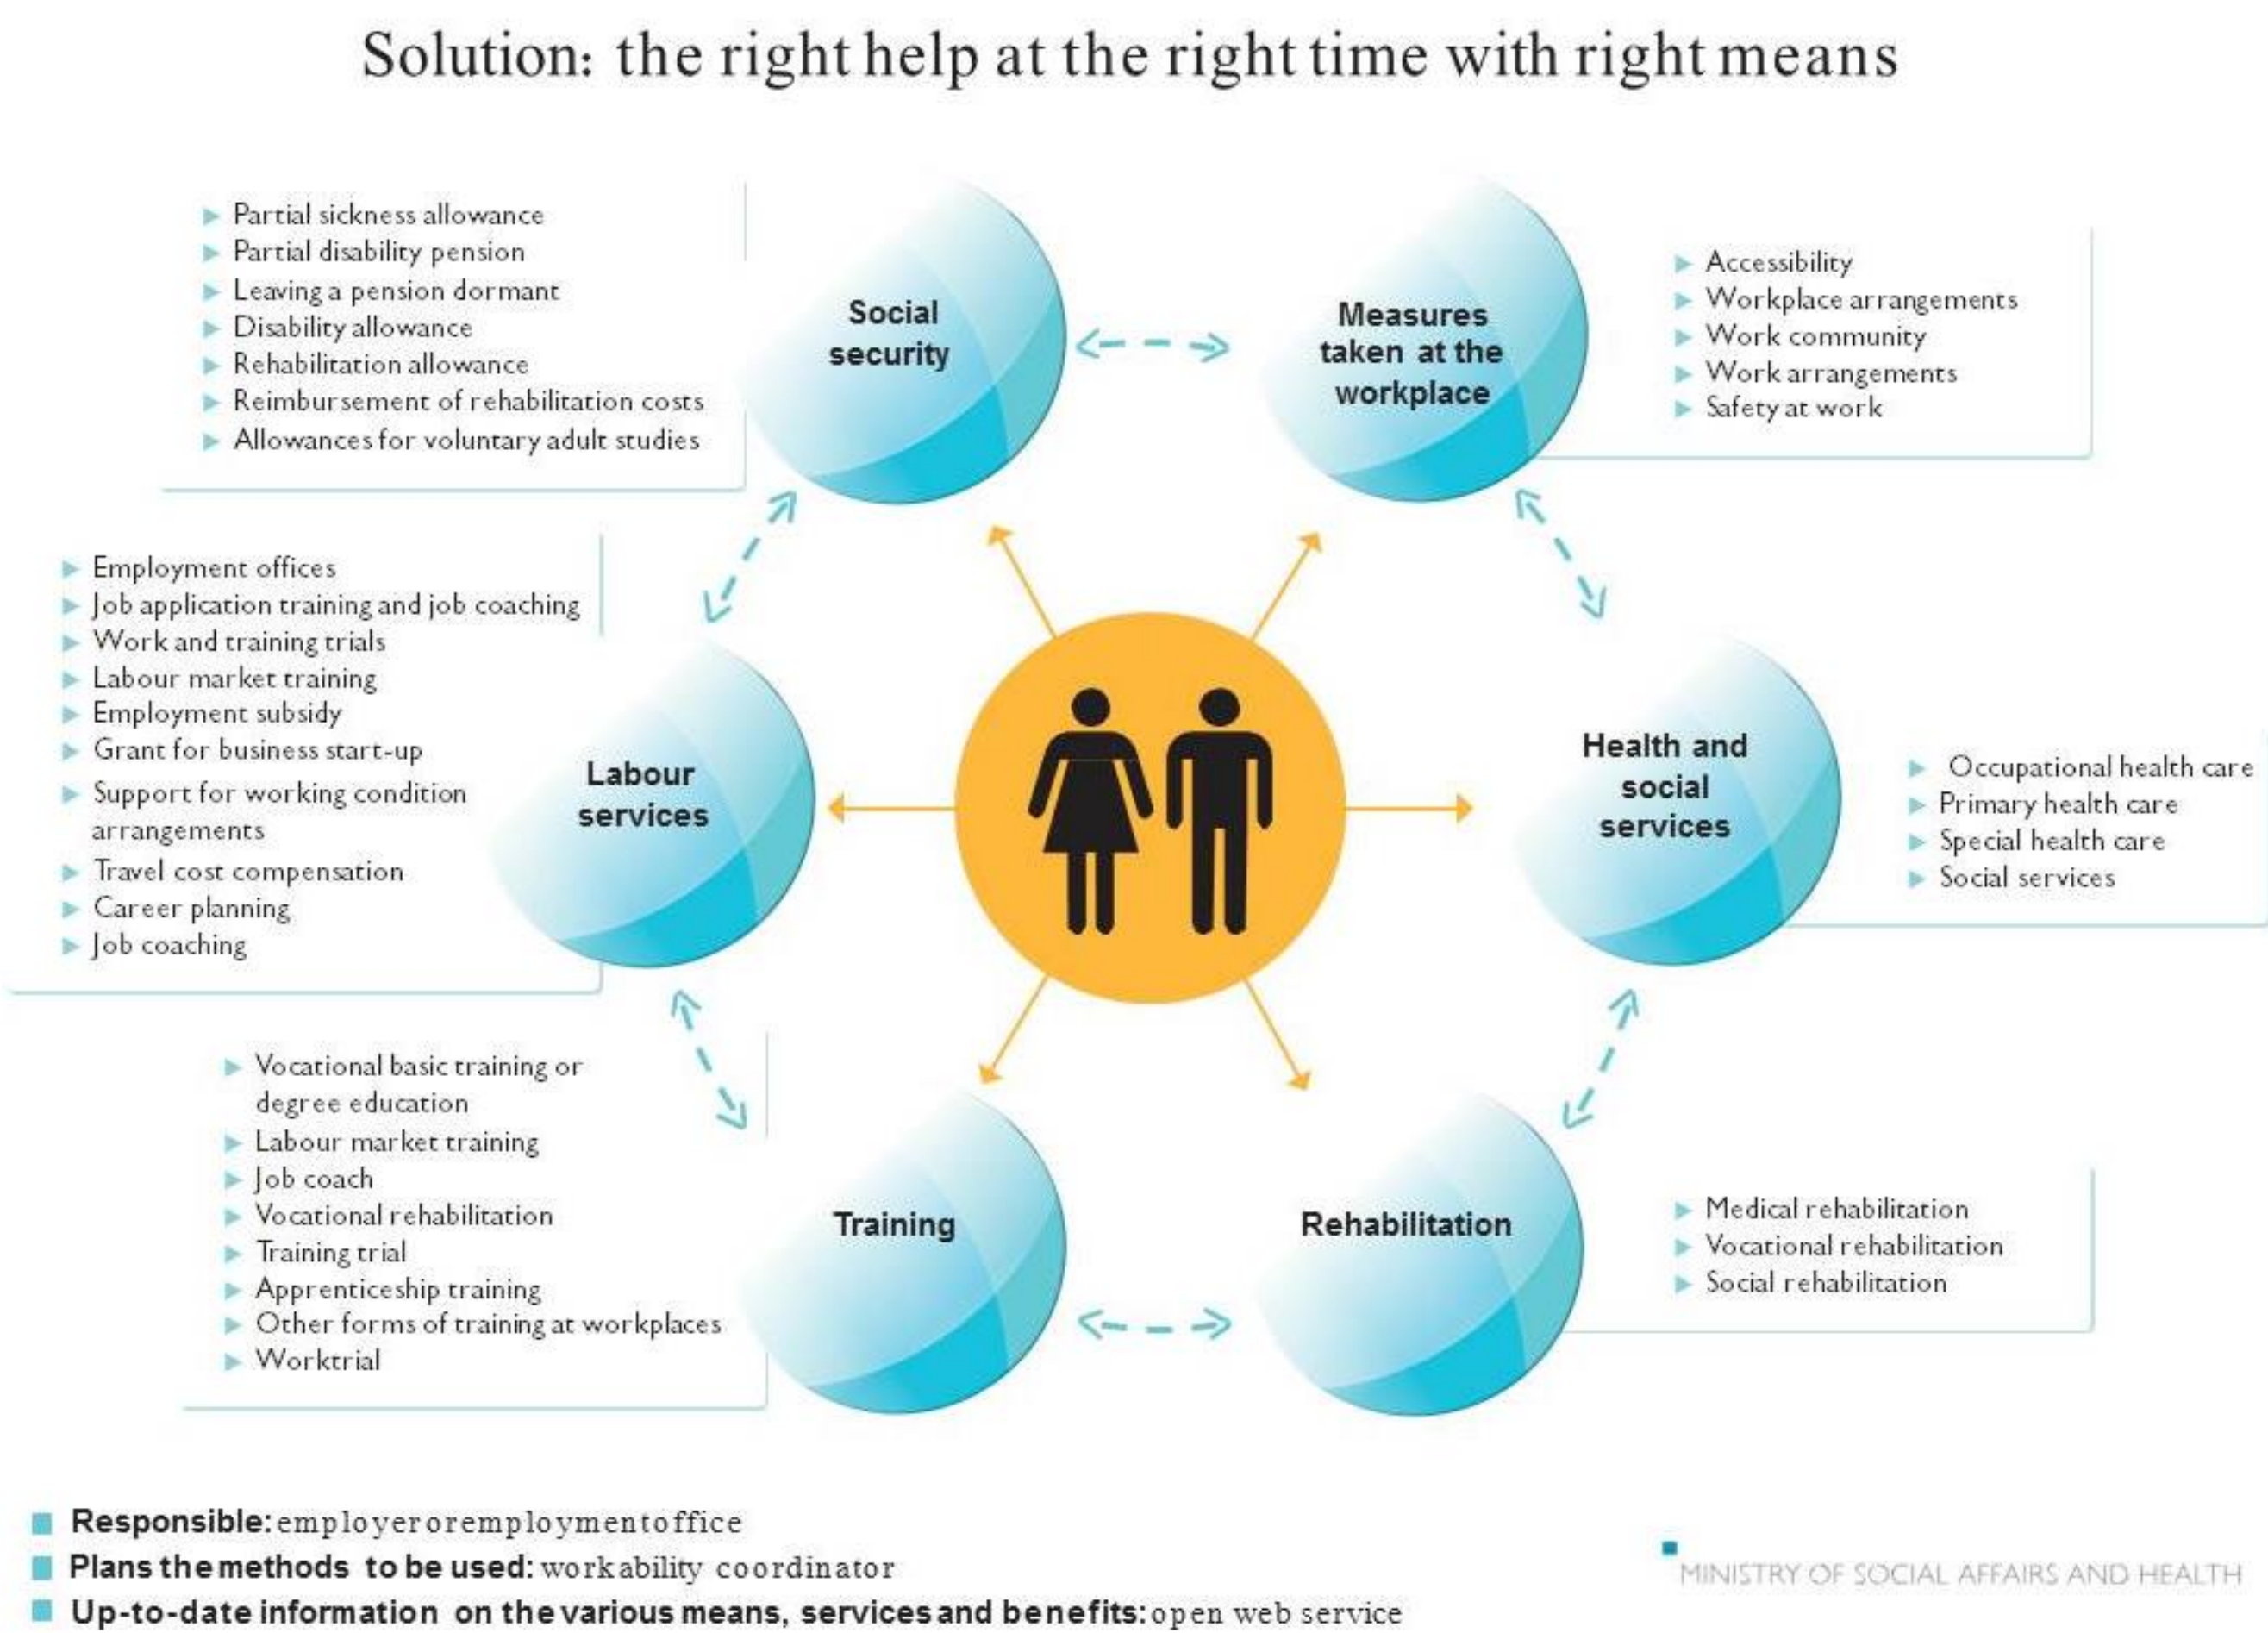 Solution: the right help at the right time with right means
Partial sickness allowance
Partial disability pension
Leaving a pension dormant
Disability allowance
Rehabilitation allowance
Reimbursement of rehabilitation costs
Allowances for voluntary adult studies
Social
security
Measures
taken at the
workplace
Accessibility
Workplace arrangements
Work community
Work arrangements
Safety at work
Employment offices
Job application training and job coaching
Work and training trials
Labour market training
Employment subsidy
Grant for business start-up
Support for working condition
arrangements
Travel cost compensation
Career planning
Job coaching
Labour
services
Health and
social
services
Occupational health care
Primary health care
Special health care
Social services
Vocational basic training or
degree education
Labour market training
Job coach
Vocational rehabilitation
Training trial
Apprenticeship training
Other forms of training at workplaces
Worktrial
Training
Rehabilitation
Medical rehabilitation
Vocational rehabilitation
Social rehabilitation
Responsible: employer or employment office
Plans the methods to be used: workability coordinator
Up-to-date information on the various means, services and benefits: open web service
MINISTRY OF SOCIAL AFFAIRS AND HEALTH